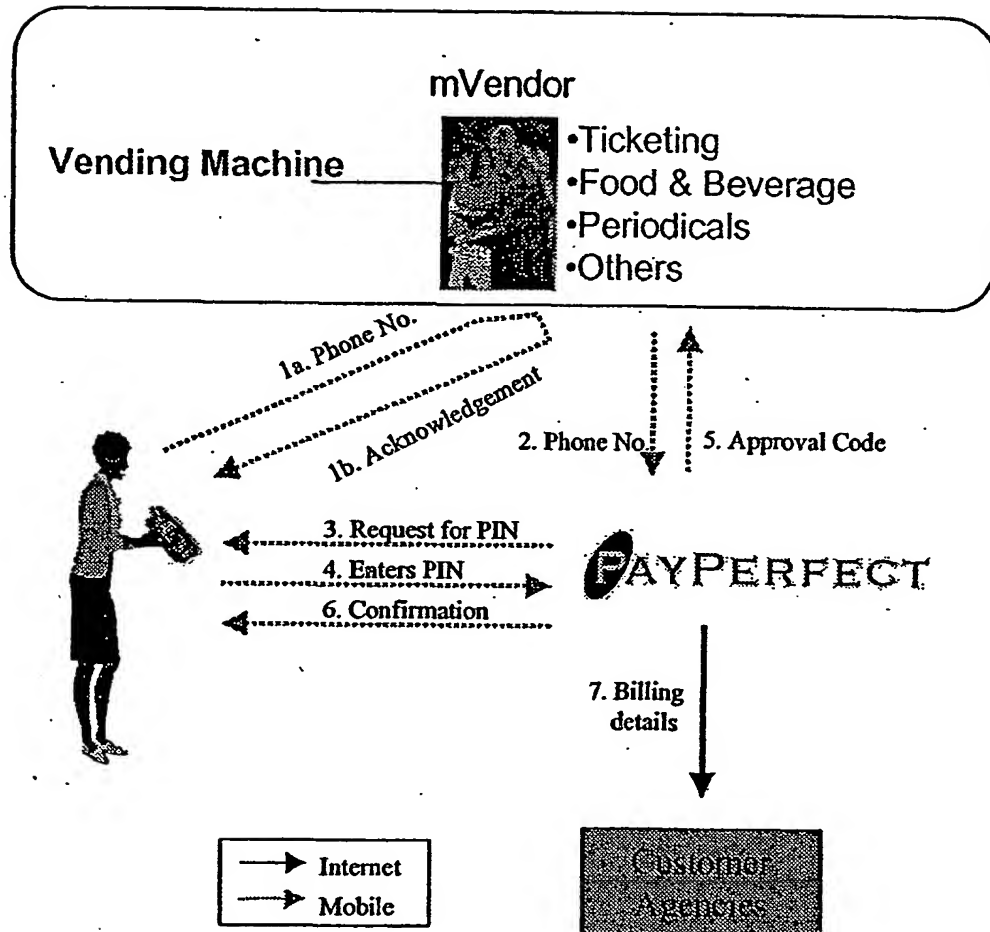 mVendor
Vending Machine
•Ticketing
•Food & Beverage
•Periodicals
•Others
1a. Phone No.
1b. Acknowledgement
2. Phone No.
5. Approval Code
3. Request for PIN
4. Enters PIN
6. Confirmation
PAYPERFECT
7. Billing
details
Internet
Mobile
Customer
Agencies